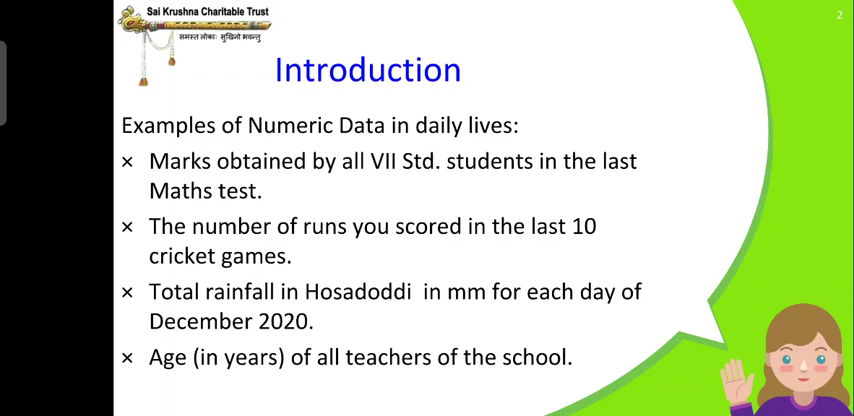 Sai Krushna Charitable Trust
समस्त लोकाः सुखिनो भवन्तु
2
Introduction
Examples of Numeric Data in daily lives:
× Marks obtained by all VII Std. students in the last
Maths test.
× The number of runs you scored in the last 10
cricket games.
× Total rainfall in Hosadoddi in mm for each day of
December 2020.
× Age (in years) of all teachers of the school.